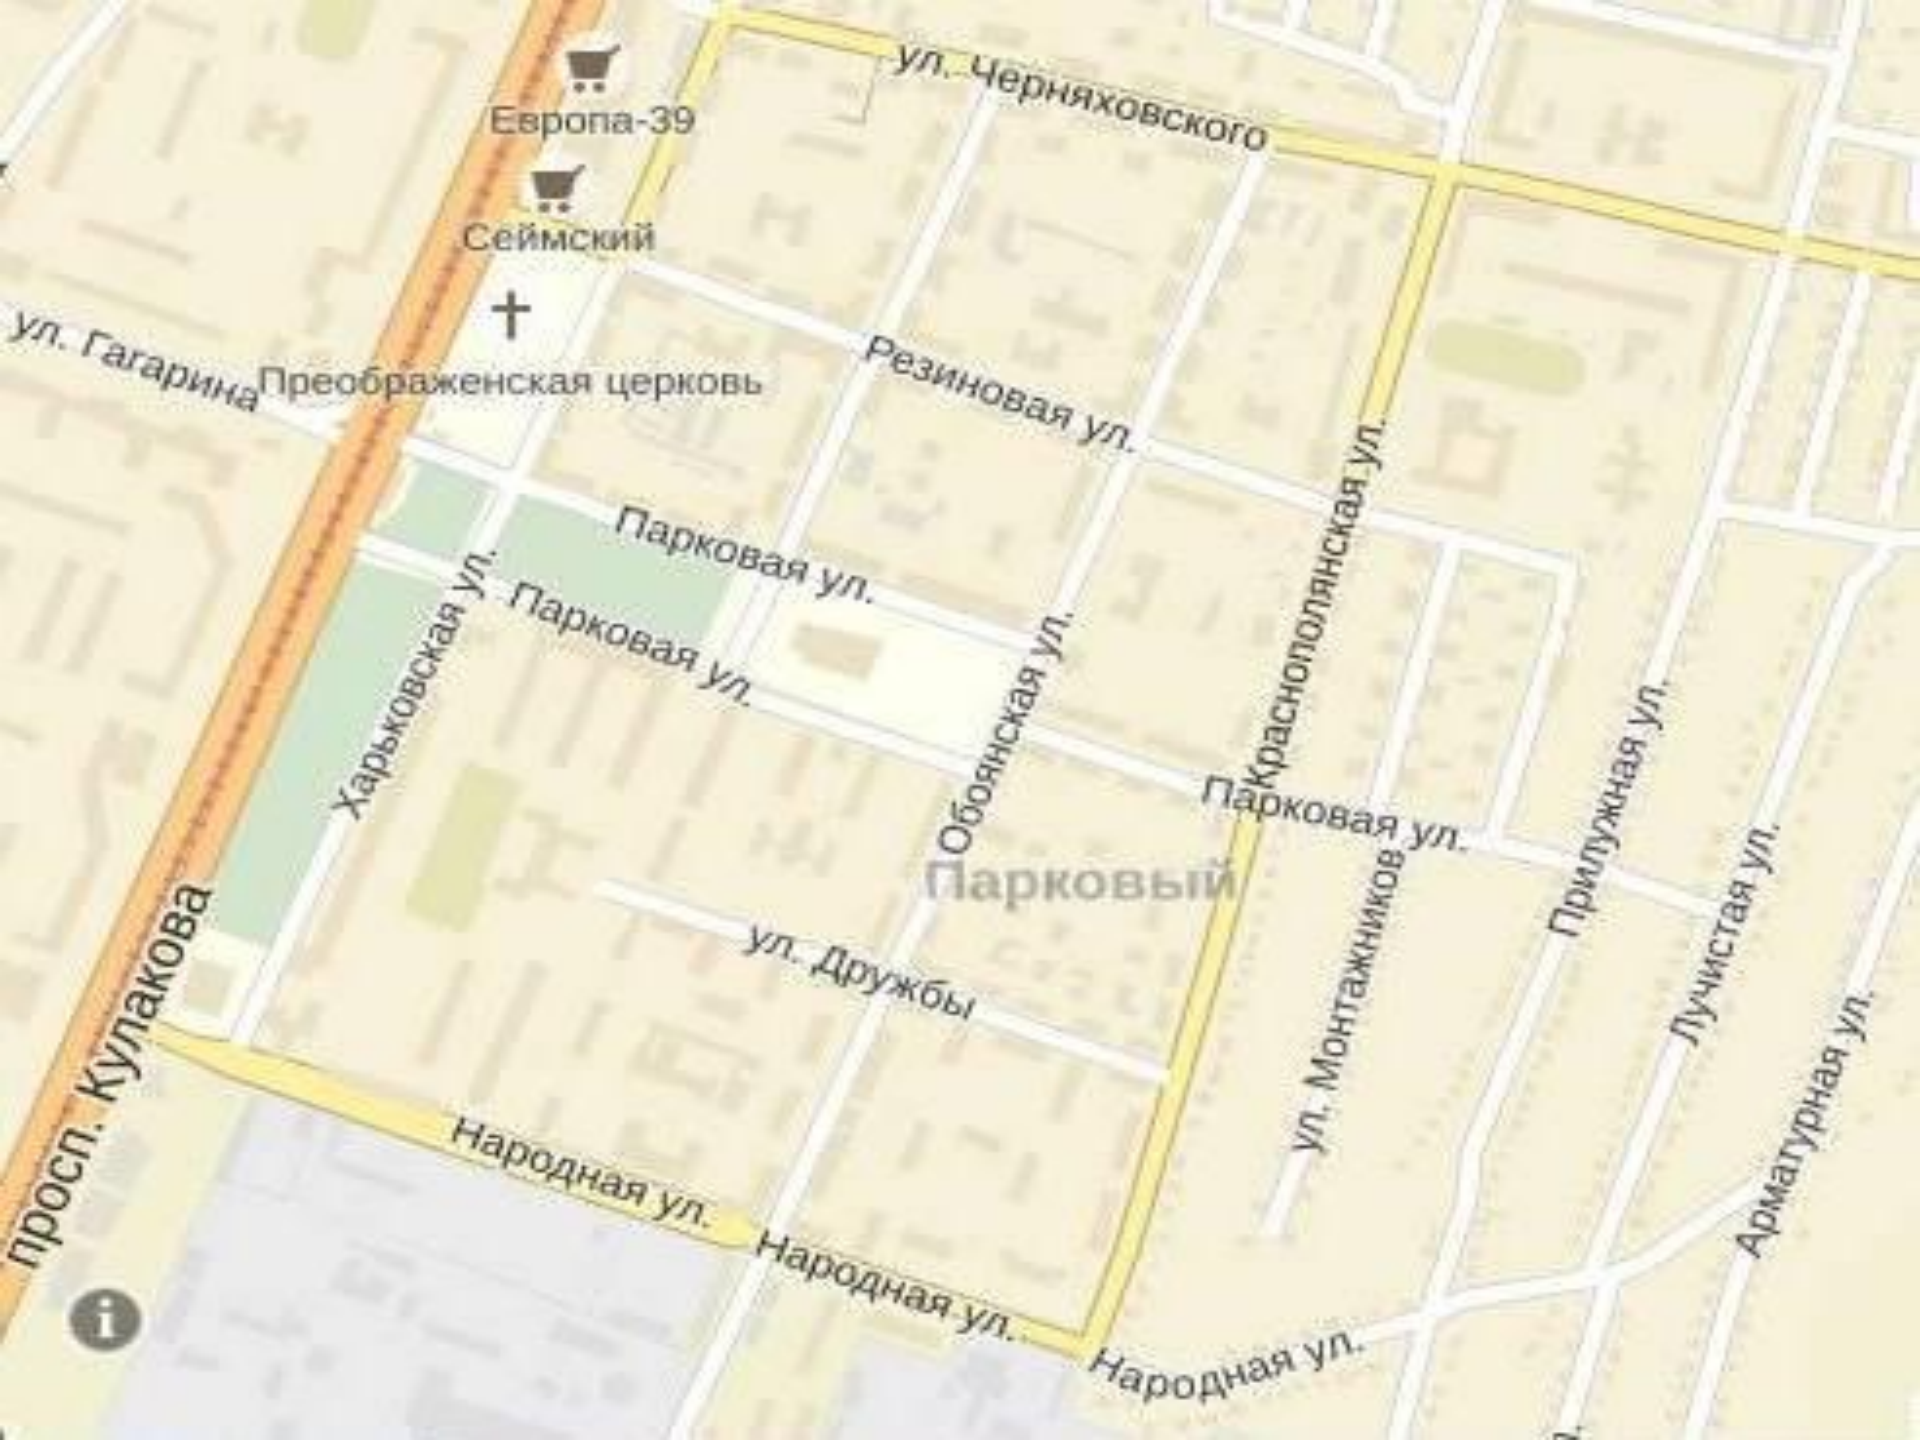 ул. Черняховского
Европа-39
Сеймский
Преображенская церковь
ул. Гагарина
Резиновая ул.
Краснополянская ул.
Парковая ул.
Парковая ул.
Харьковская ул.
Обоянская ул.
Парковая ул.
Прилужная ул.
Парковый
ул. Монтажников
Лучистая ул.
ул. Дружбы
просп. Кулакова
Арматурная ул.
Народная ул.
Народная ул.
Народная ул.
i